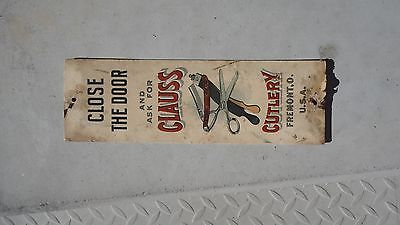 CLOSE
THE DOOR
AND
ASK FOR
CLAUSS
CUTLERY
FREMONT, O.
U.S.A.